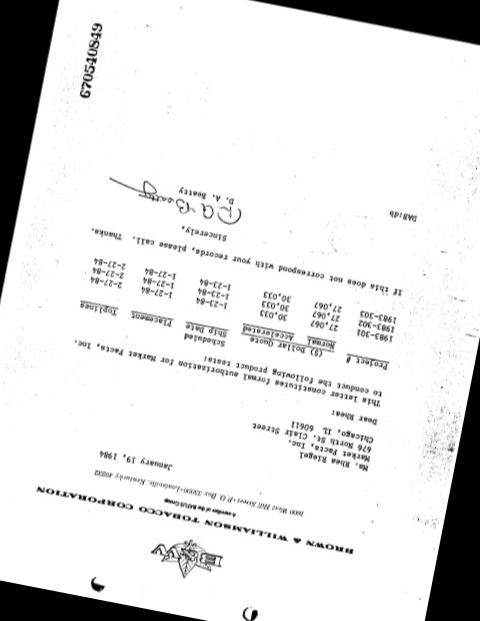 B&W
BROWN & WILLIAMSON TOBACCO CORPORATION
A member of the BATUS Group
1600 West Hill Street • P. O. Box 35090 • Louisville, Kentucky 40232
January 19, 1984
Ms. Rhea Riegel
Market Facts, Inc.
676 North St. Clair Street
Chicago, IL 60611
Dear Rhea:
This letter constitutes formal authorization for Market Facts, Inc.
to conduct the following product tests:
($) Dollar Quote Scheduled
Project # Normal Accelerated Ship Date Placement Toplines
1983-301 27,067 30,033 1-23-84 1-27-84 2-27-84
1983-302 27,067 30,033 1-23-84 1-27-84 2-27-84
1983-303 27,067 30,033 1-23-84 1-27-84 2-27-84
If this does not correspond with your records, please call. Thanks.
Sincerely,
D A Beatty
D. A. Beatty
DAB:db
670540849